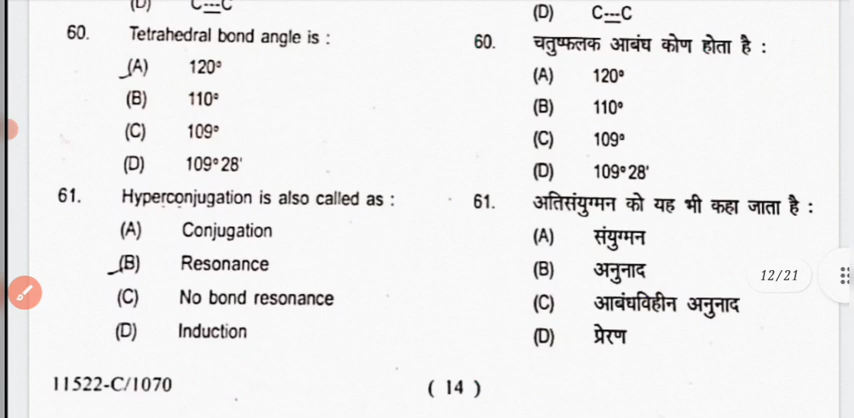 (D) C---C
60. Tetrahedral bond angle is :
(A) 120°
(B) 110°
(C) 109°
(D) 109°28'
61. Hyperconjugation is also called as :
(A) Conjugation
(B) Resonance
(C) No bond resonance
(D) Induction
11522-C/1070
(D) C---C
60. चतुष्फलक आबंध कोण होता है :
(A) 120°
(B) 110°
(C) 109°
(D) 109°28'
61. अतिसंयुग्मन को यह भी कहा जाता है :
(A) संयुग्मन
(B) अनुनाद
(C) आबंधविहीन अनुनाद
(D) प्रेरण
( 14 )
12/21